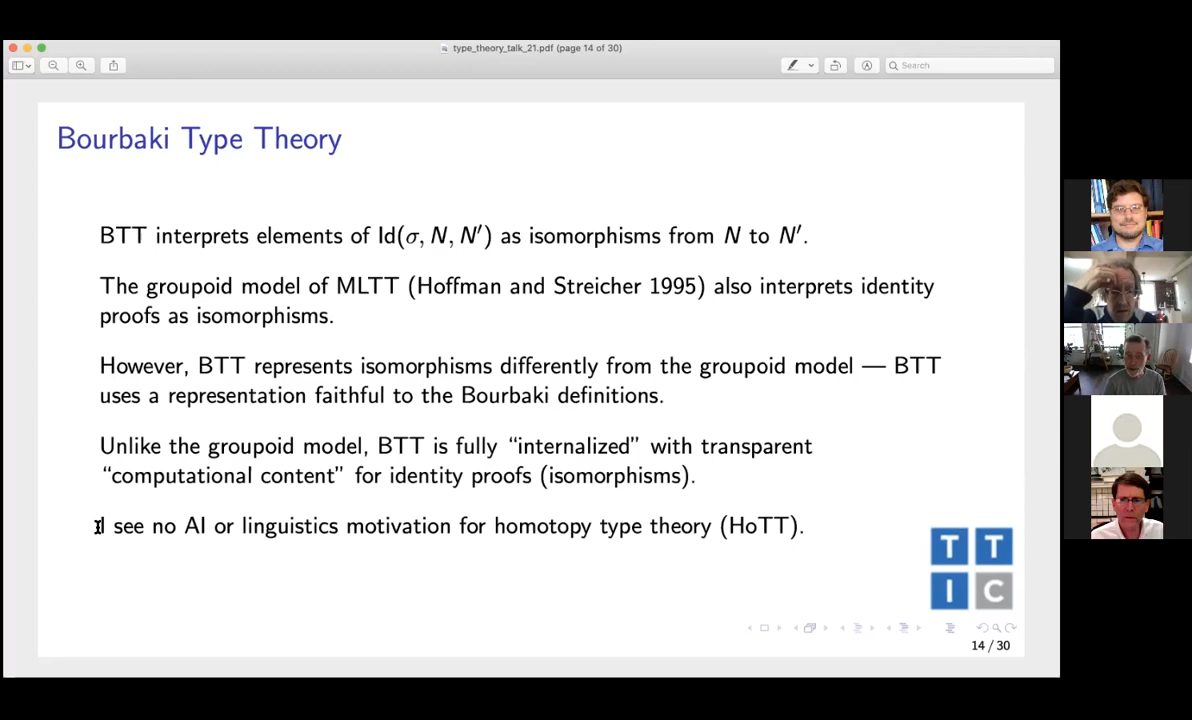 type_theory_talk_21.pdf (page 14 of 30)
Search
Bourbaki Type Theory
BTT interprets elements of Id(σ, N, N′) as isomorphisms from N to N′.
The groupoid model of MLTT (Hoffman and Streicher 1995) also interprets identity
proofs as isomorphisms.
However, BTT represents isomorphisms differently from the groupoid model — BTT
uses a representation faithful to the Bourbaki definitions.
Unlike the groupoid model, BTT is fully “internalized” with transparent
“computational content” for identity proofs (isomorphisms).
I see no AI or linguistics motivation for homotopy type theory (HoTT).
T T
I C
14 / 30